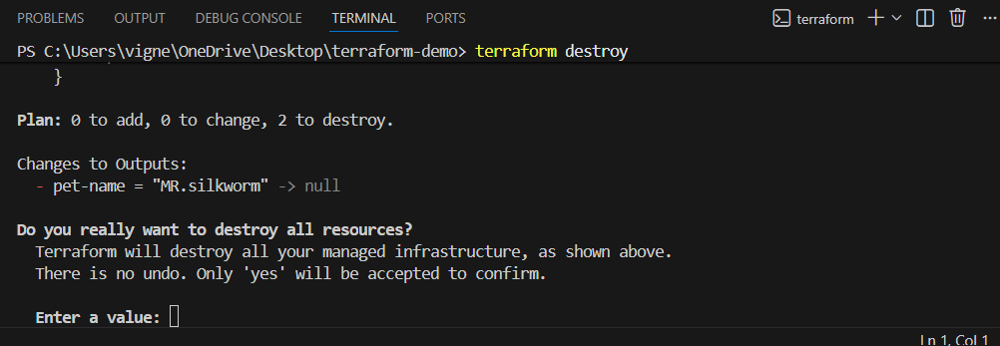 PROBLEMS OUTPUT DEBUG CONSOLE TERMINAL PORTS terraform
PS C:\Users\vigne\OneDrive\Desktop\terraform-demo> terraform destroy
}
Plan: 0 to add, 0 to change, 2 to destroy.
Changes to Outputs:
- pet-name = "MR.silkworm" -> null
Do you really want to destroy all resources?
Terraform will destroy all your managed infrastructure, as shown above.
There is no undo. Only 'yes' will be accepted to confirm.
Enter a value:
Ln 1, Col 1